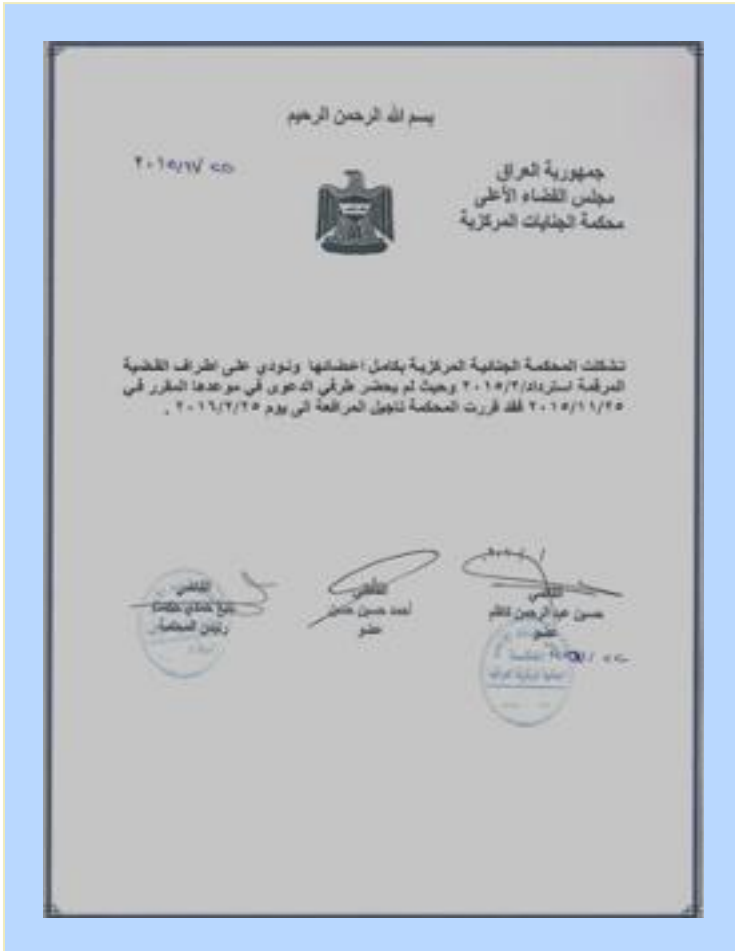 بسم الله الرحمن الرحيم
جمهورية العراق
مجلس القضاء الأعلى
محكمة الجنايات المركزية
تشكلت المحكمة الجنائية المركزية بكامل اعضائها ونودي على اطراف القضية
المرقمة استرداد/٢٠١٥/٢ وحيث لم يحضر طرفي الدعوى في موعدها المقرر في
٢٠١٥/١١/٢٥ فقد قررت المحكمة تاجيل المرافعة الى يوم ٢٠١٦/٢/٢٥ .
القاضي
حسين عبد الرحمن كاظم
عضو
القاضي
أحمد حسين
عضو
القاضي
رئيس المحكمة